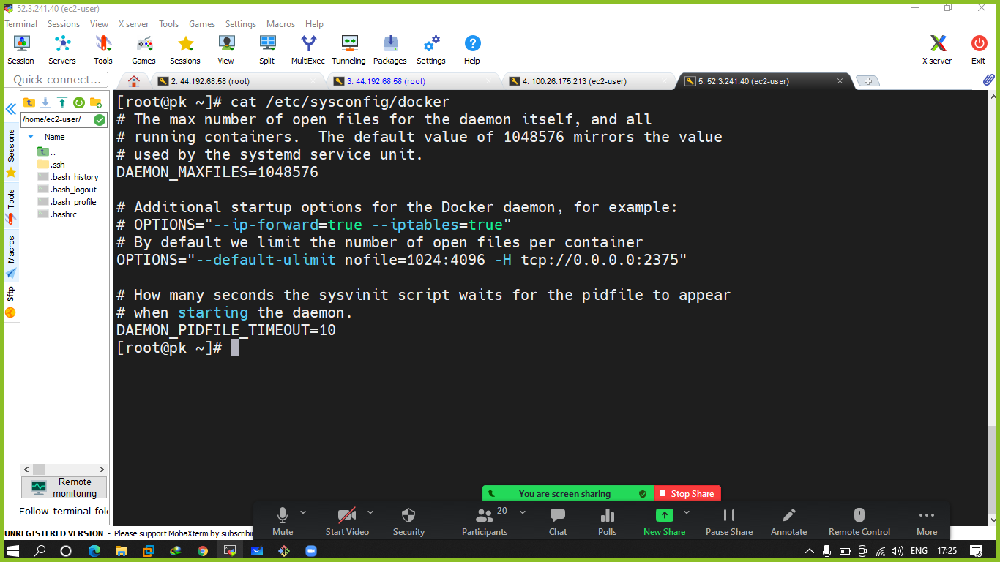 52.3.241.40 (ec2-user)
Terminal Sessions View X server Tools Games Settings Macros Help
Session Servers Tools Games Sessions View Split MultiExec Tunneling Packages Settings Help X server Exit
Quick connect...
2. 44.192.68.58 (root) 3. 44.192.68.58 (root) 4. 100.26.175.213 (ec2-user) 5. 52.3.241.40 (ec2-user)
/home/ec2-user/
Name
..
.ssh
.bash_history
.bash_logout
.bash_profile
.bashrc
Sessions
Tools
Macros
Sftp
[root@pk ~]# cat /etc/sysconfig/docker
# The max number of open files for the daemon itself, and all
# running containers.  The default value of 1048576 mirrors the value
# used by the systemd service unit.
DAEMON_MAXFILES=1048576
# Additional startup options for the Docker daemon, for example:
# OPTIONS="--ip-forward=true --iptables=true"
# By default we limit the number of open files per container
OPTIONS="--default-ulimit nofile=1024:4096 -H tcp://0.0.0.0:2375"
# How many seconds the sysvinit script waits for the pidfile to appear
# when starting the daemon.
DAEMON_PIDFILE_TIMEOUT=10
[root@pk ~]#
Remote
monitoring
Follow terminal fol
You are screen sharing Stop Share
20
Mute Start Video Security Participants Chat Polls New Share Pause Share Annotate Remote Control More
UNREGISTERED VERSION - Please support MobaXterm by subscribin
ENG 17:25